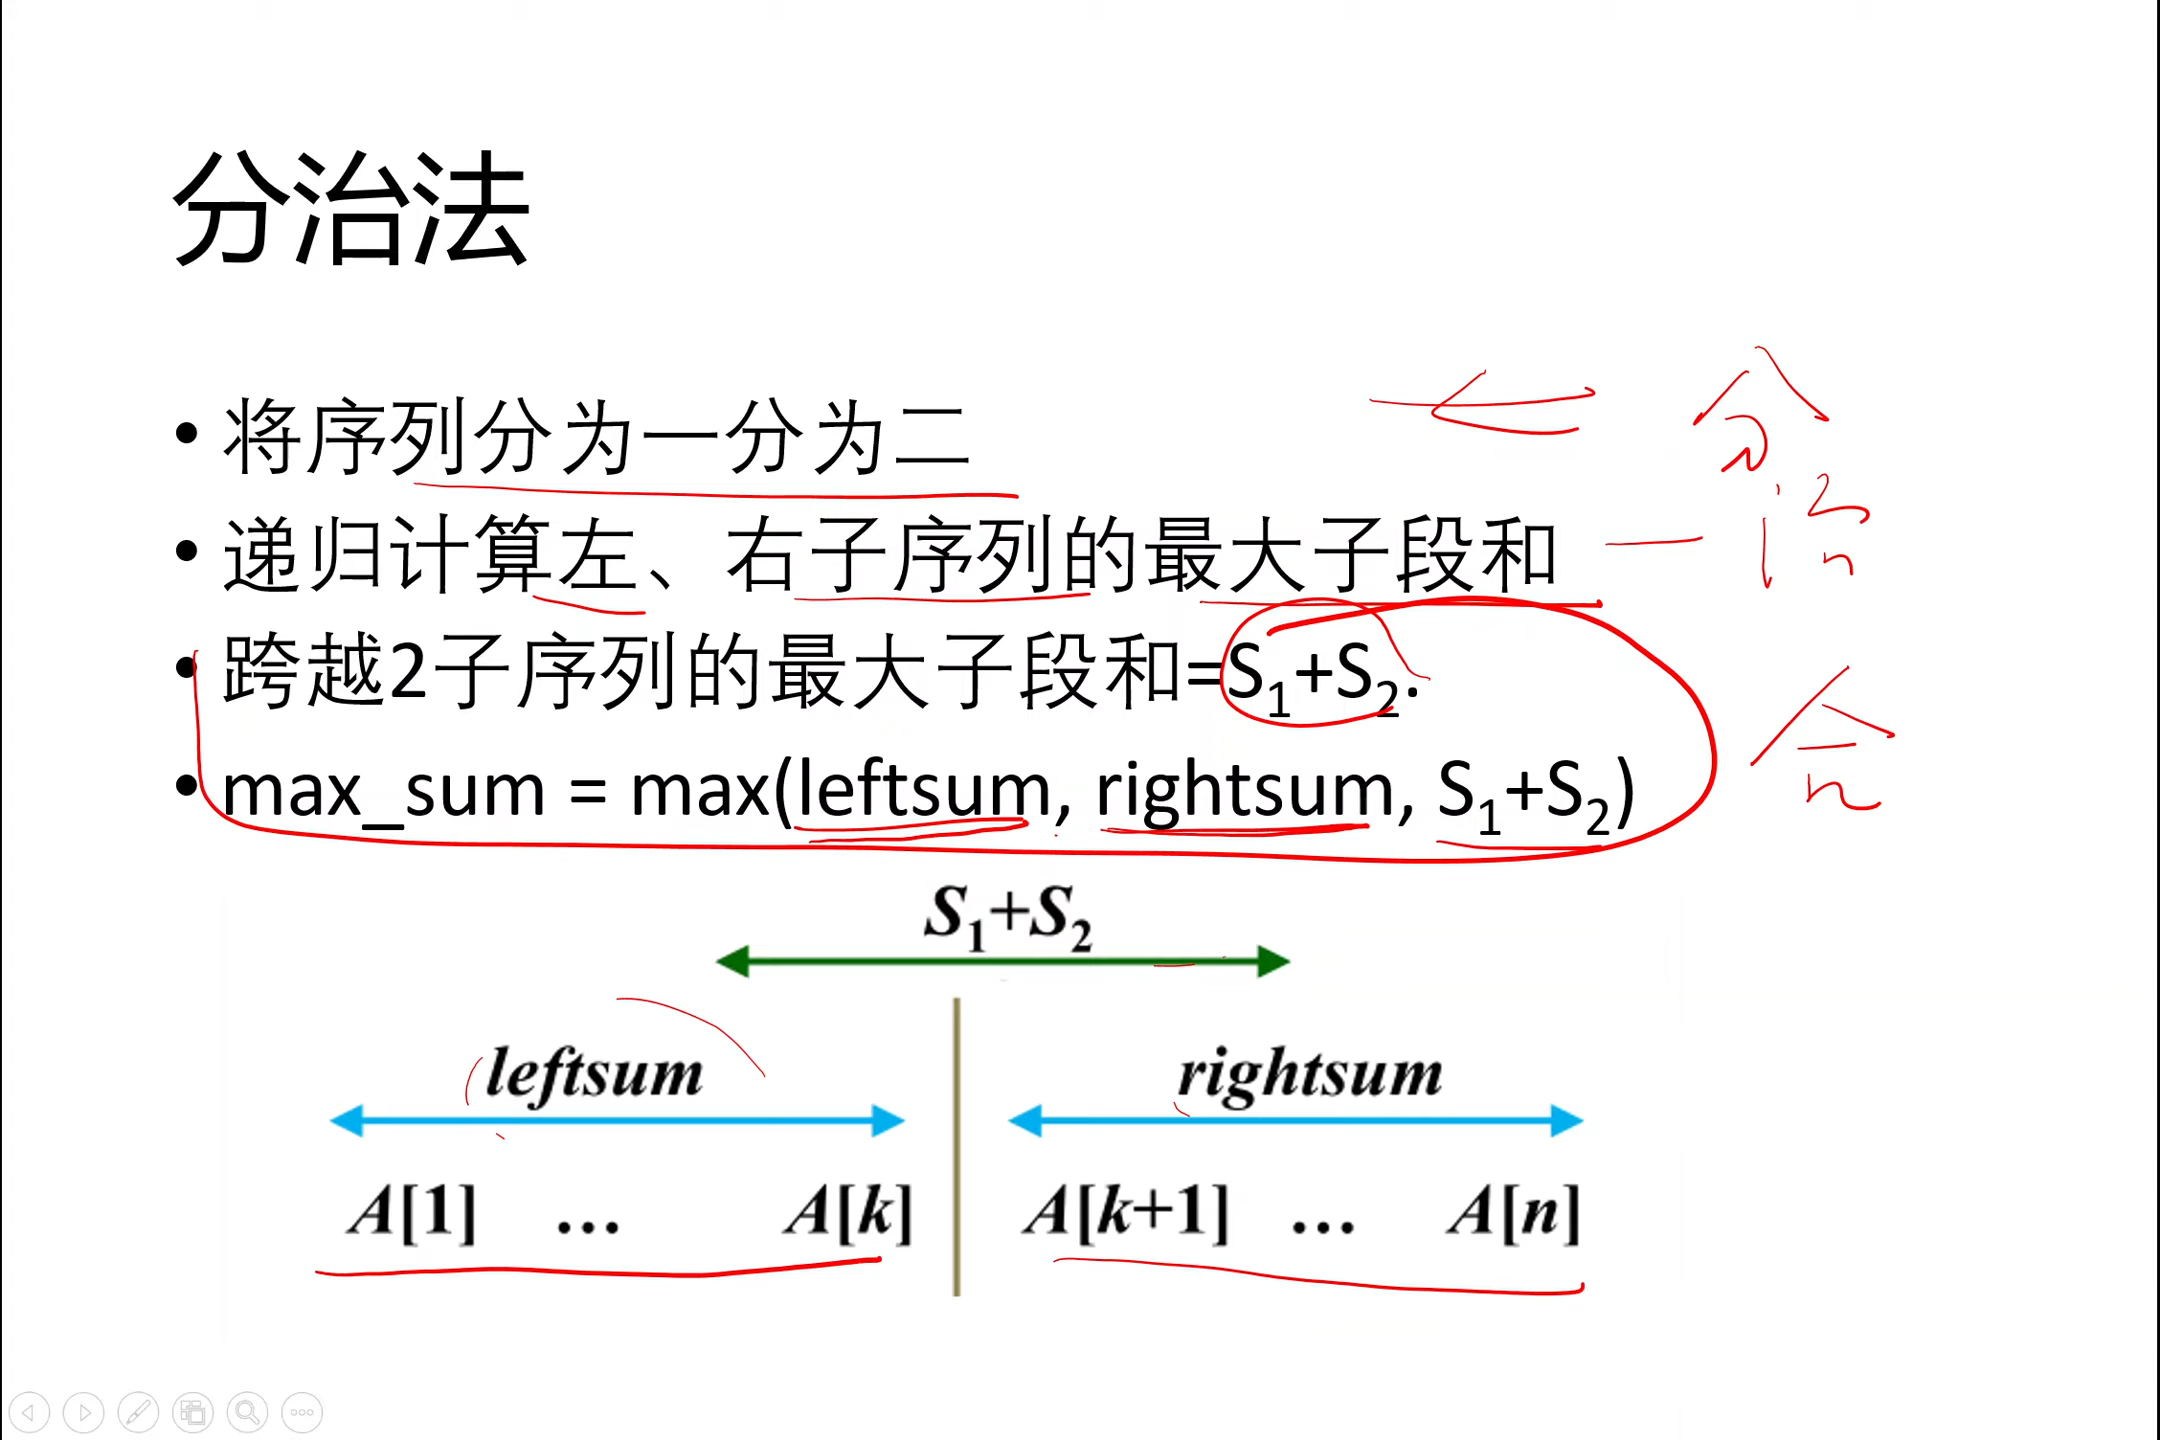 分治法
• 将序列分为一分为二
分
• 递归计算左、右子序列的最大子段和
治
• 跨越2子序列的最大子段和=S₁+S₂.
合
• max_sum = max(leftsum, rightsum, S₁+S₂)
S₁+S₂
leftsum rightsum
A[1] … A[k] A[k+1] … A[n]